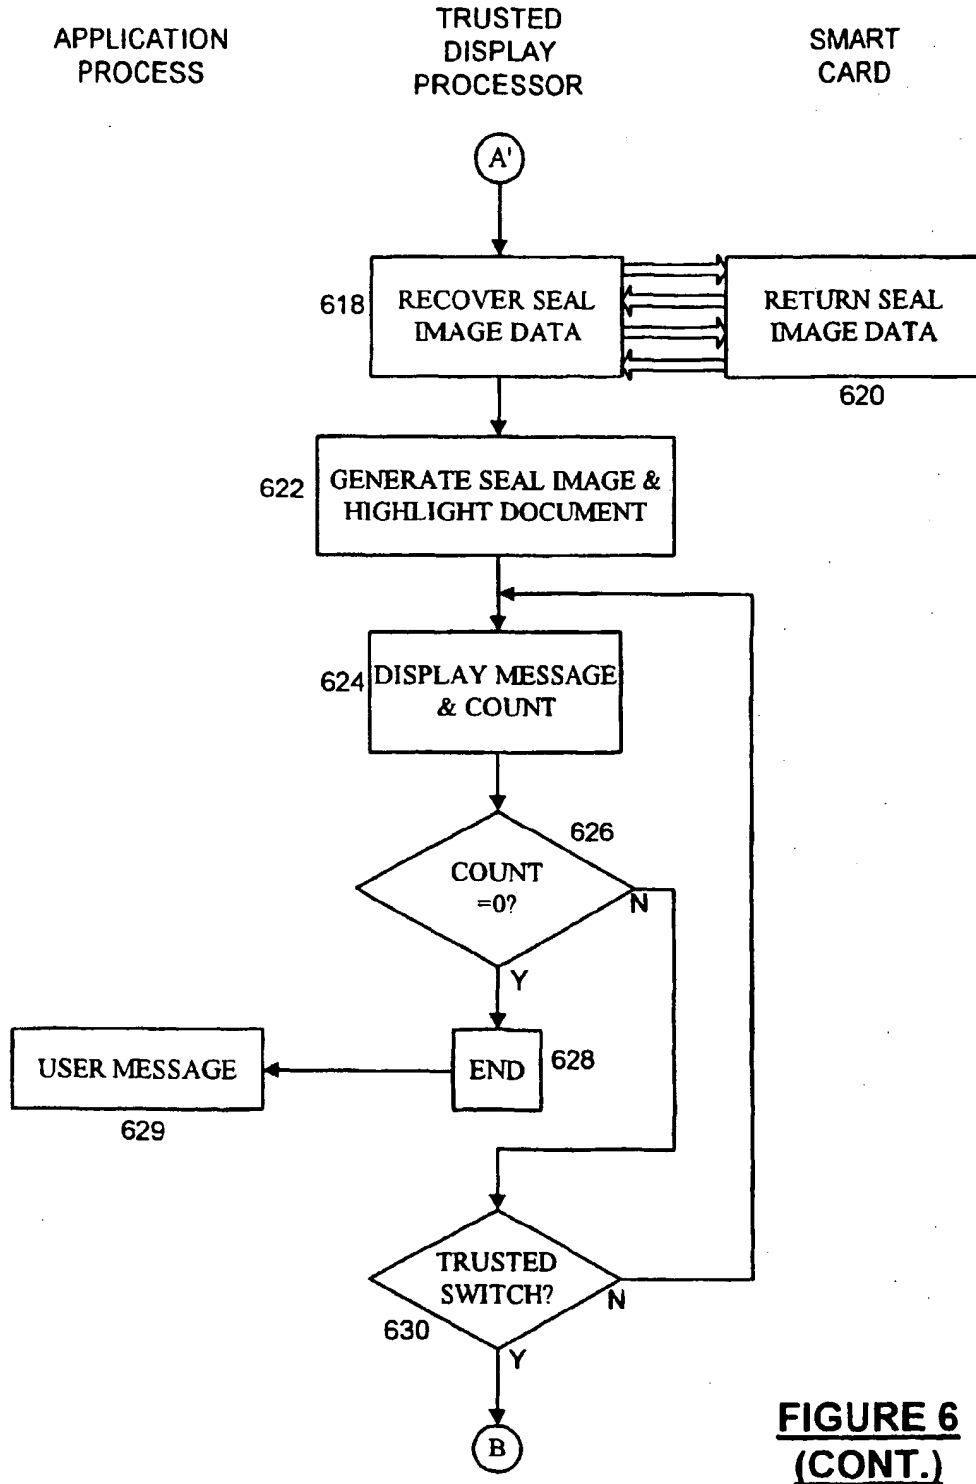 APPLICATION
PROCESS
TRUSTED
DISPLAY
PROCESSOR
SMART
CARD
A'
618
RECOVER SEAL
IMAGE DATA
RETURN SEAL
IMAGE DATA
620
622
GENERATE SEAL IMAGE &
HIGHLIGHT DOCUMENT
624
DISPLAY MESSAGE
& COUNT
626
COUNT
=0?
N
Y
USER MESSAGE
629
END
628
TRUSTED
SWITCH?
N
630
Y
B
FIGURE 6
(CONT.)